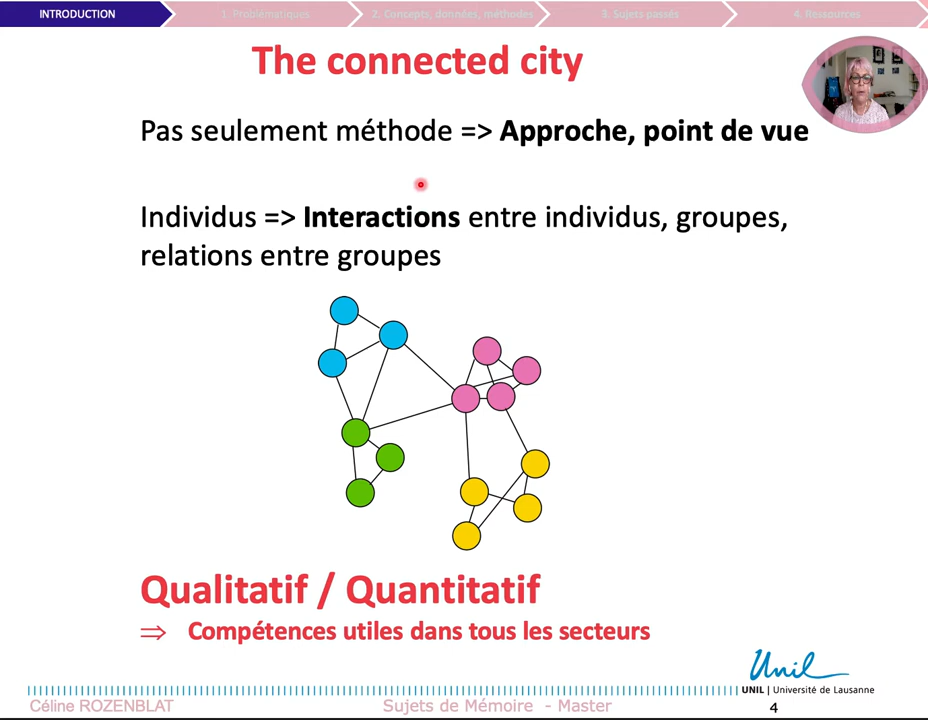 INTRODUCTION
1. Problématiques
2. Concepts, données, méthodes
3. Sujets passés
4. Ressources
The connected city
Pas seulement méthode => Approche, point de vue
Individus => Interactions entre individus, groupes,
relations entre groupes
Qualitatif / Quantitatif
⇒ Compétences utiles dans tous les secteurs
Unil
UNIL | Université de Lausanne
Céline ROZENBLAT
Sujets de Mémoire - Master
4